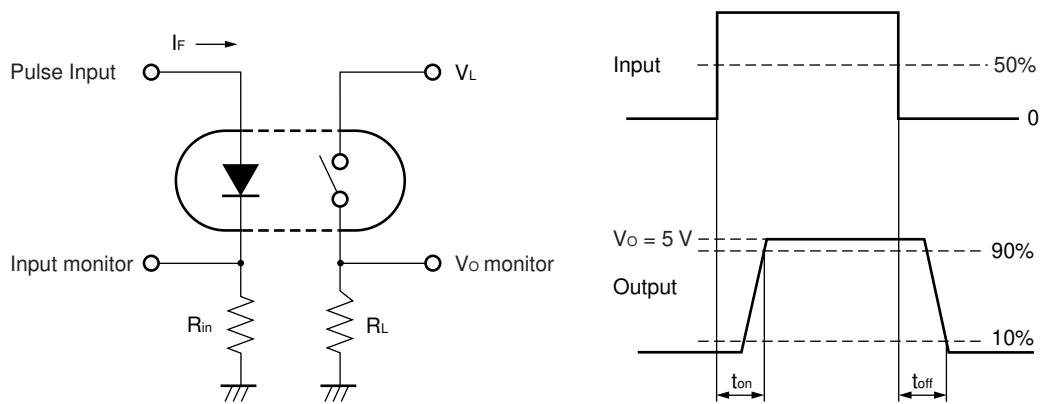 IF
Pulse Input
VL
Input monitor
VO monitor
Rin
RL
Input
50%
0
VO = 5 V
90%
Output
10%
ton
toff